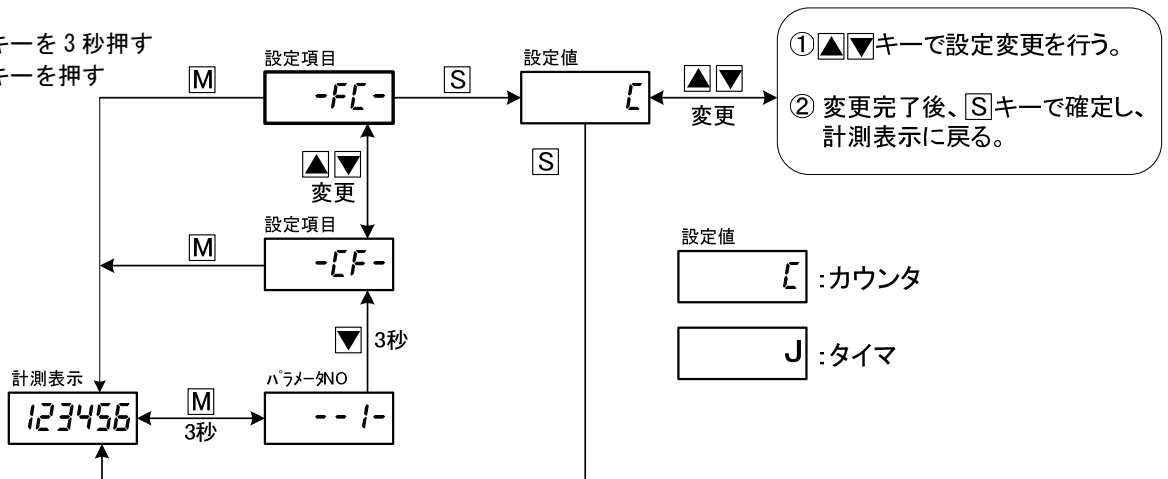 キーを3秒押す
キーを押す
設定項目
-FC-
M
S
設定値
C
▲▼
変更
①▲▼キーで設定変更を行う。
② 変更完了後、Sキーで確定し、
計測表示に戻る。
▲▼
変更
S
設定項目
-CF-
M
設定値
C :カウンタ
▼ 3秒
J :タイマ
計測表示
123456
M
3秒
パラメータNO
--1-